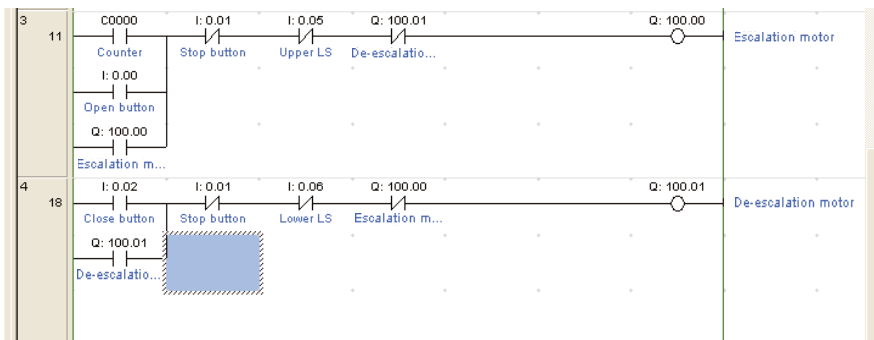 3 C0000 I: 0.01 I: 0.05 Q: 100.01 Q: 100.00
11 Escalation motor
Counter Stop button Upper LS De-escalatio...
I: 0.00
Open button
Q: 100.00
Escalation m...
4 I: 0.02 I: 0.01 I: 0.06 Q: 100.00 Q: 100.01
18 De-escalation motor
Close button Stop button Lower LS Escalation m...
Q: 100.01
De-escalatio...